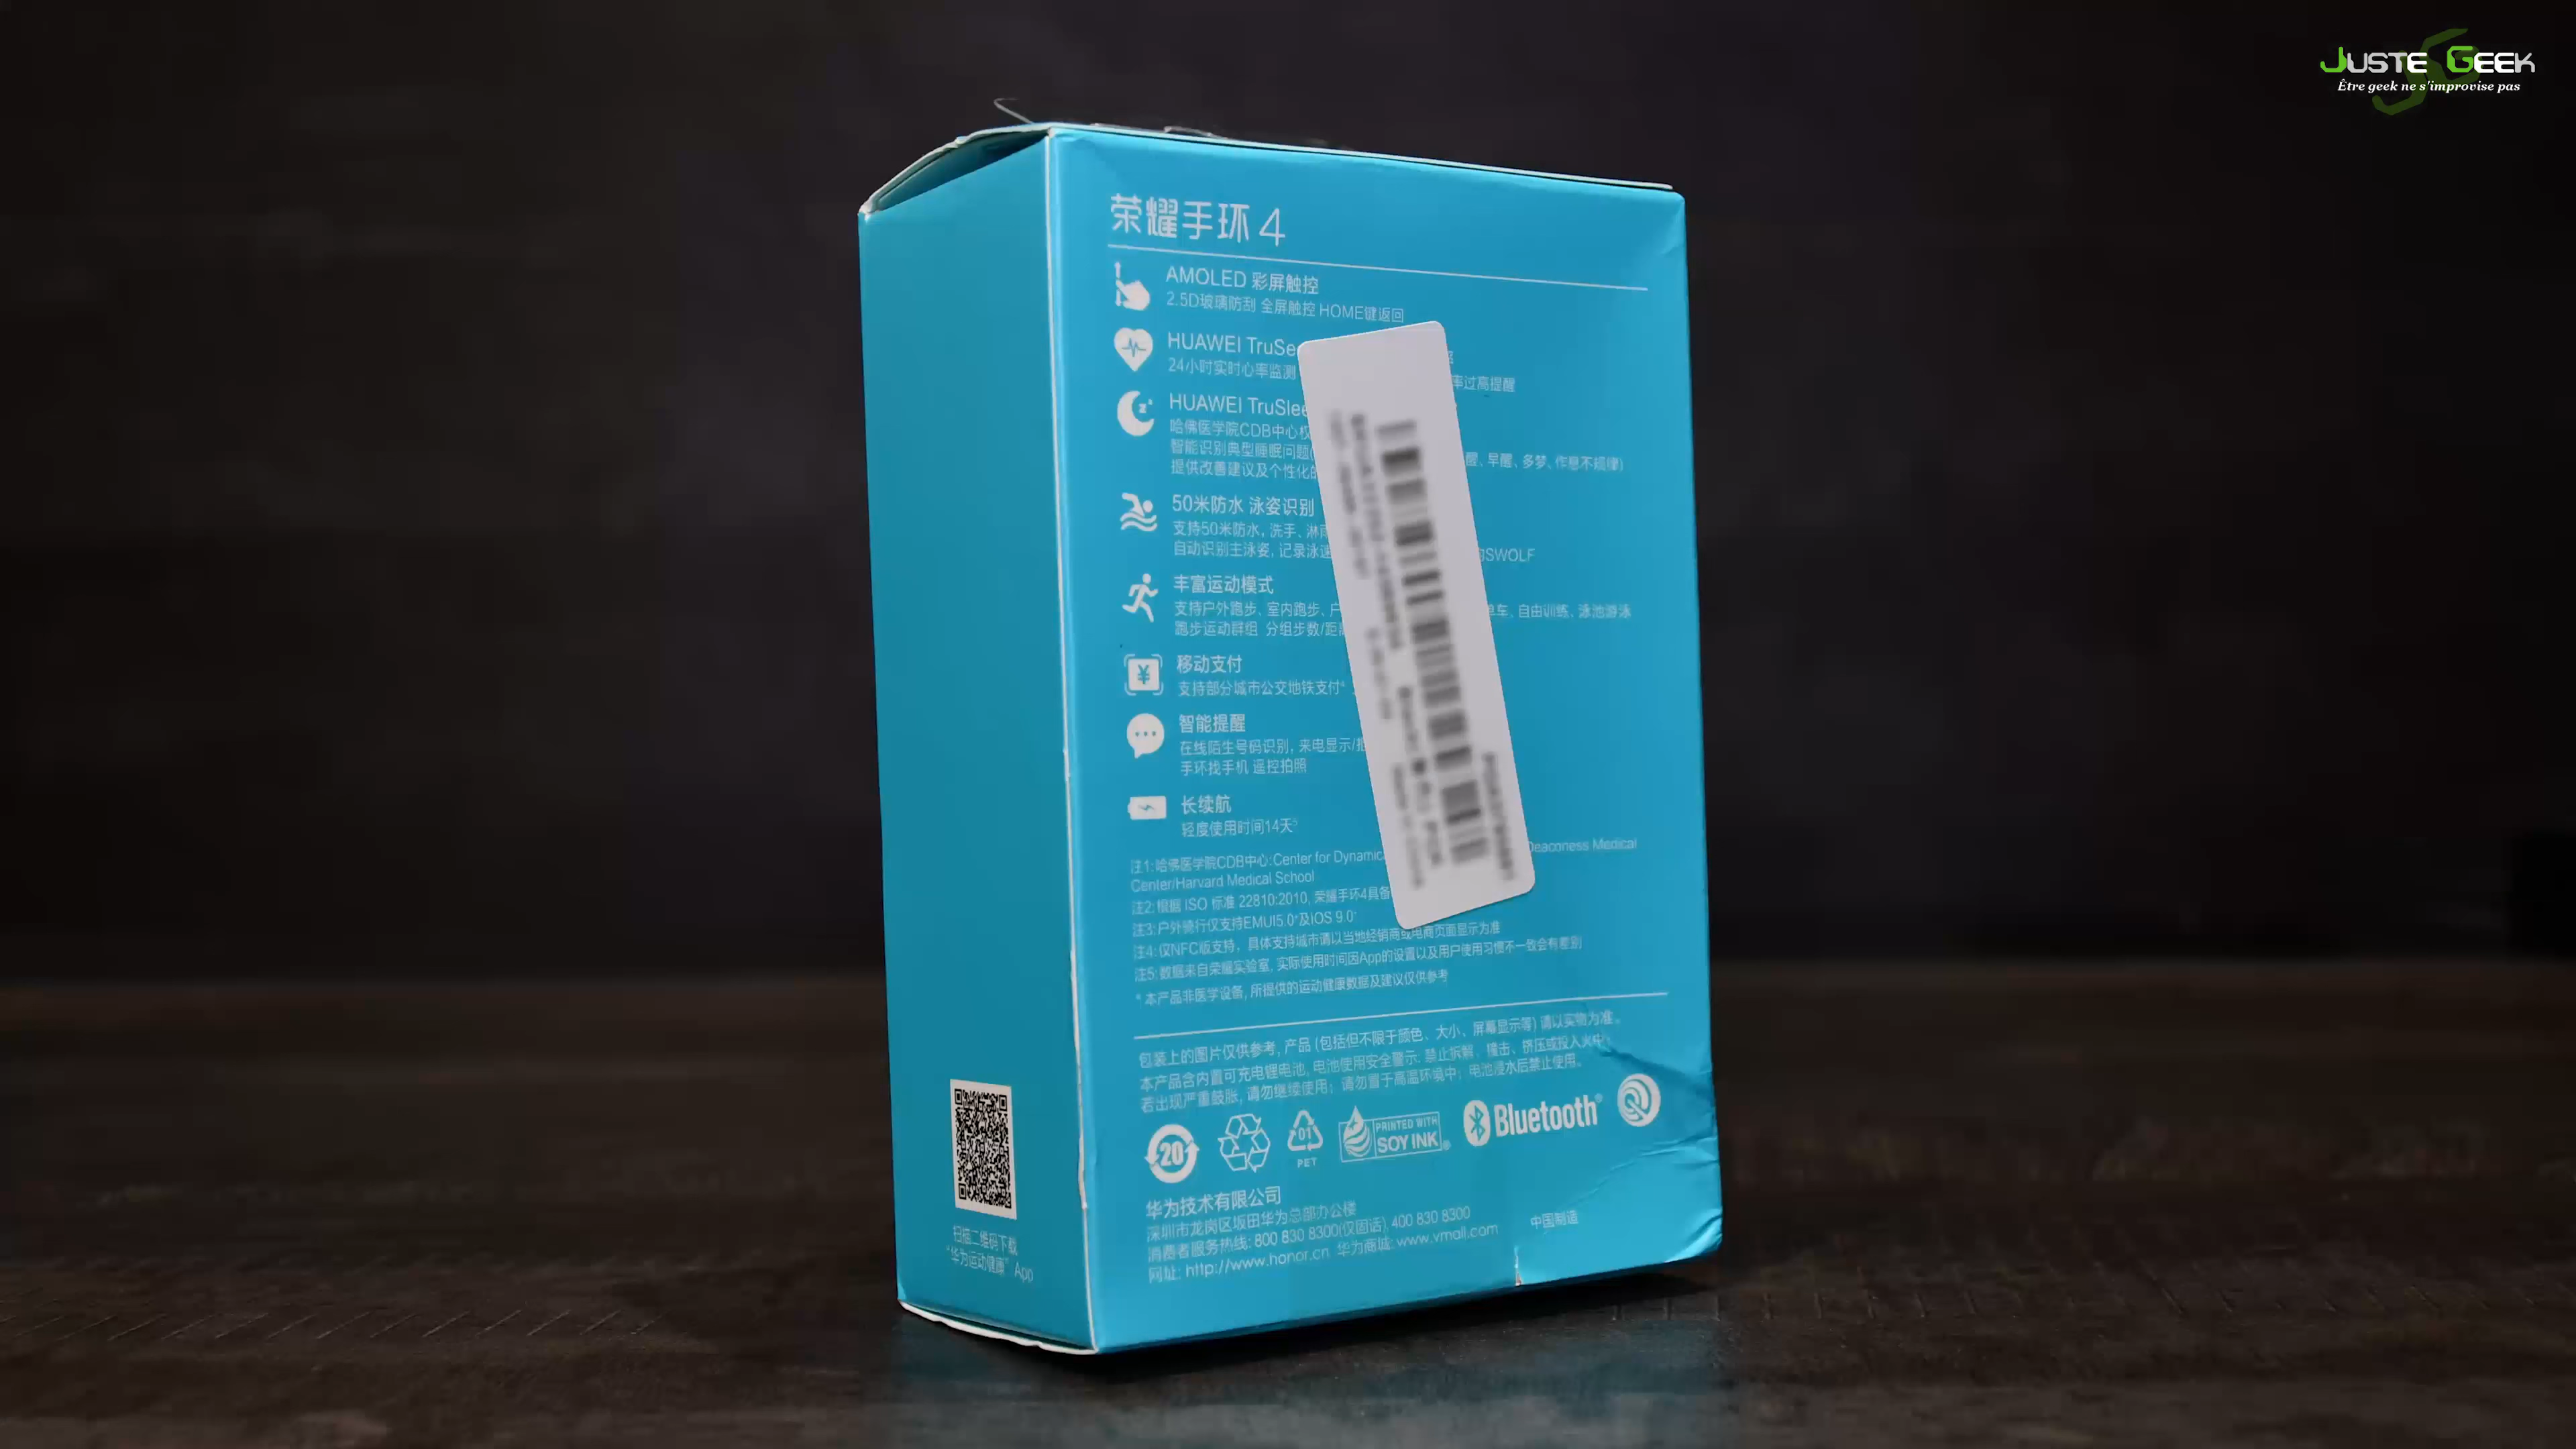 JUSTE GEEK
Être geek ne s'improvise pas
荣耀手环 4
AMOLED 彩屏触控
2.5D玻璃防刮 全屏触控 HOME键返回
HUAWEI TruSe
24小时实时心率监测 率过高提醒
HUAWEI TruSlee
哈佛医学院CDB中心权
智能识别典型睡眠问题( 醒、早醒、多梦、作息不规律)
提供改善建议及个性化
50米防水 泳姿识别
支持50米防水, 洗手、淋雨
自动识别主泳姿, 记录泳速 SWOLF
丰富运动模式
支持户外跑步、室内跑步、户 单车, 自由训练、泳池游泳
跑步运动群组 分组步数/距
¥
移动支付
支持部分城市公交地铁支付⁴
智能提醒
在线陌生号码识别, 来电显示/
手环找手机 遥控拍照
长续航
轻度使用时间14天⁵
注1:哈佛医学院CDB中心:Center for Dynamic Deaconess Medical
Center/Harvard Medical School
注2:根据 ISO 标准 22810:2010, 荣耀手环4具备
注3:户外骑行仅支持EMUI5.0⁺及iOS 9.0⁺
注4:仅NFC版支持, 具体支持城市请以当地经销商或电商页面显示为准
注5:数据来自荣耀实验室, 实际使用时间因App的设置以及用户使用习惯不一致会有差别
* 本产品非医学设备, 所提供的运动健康数据及建议仅供参考
包装上的图片仅供参考, 产品 (包括但不限于颜色、大小、屏幕显示等) 请以实物为准。
本产品含内置可充电锂电池, 电池使用安全警示: 禁止拆解、撞击、挤压或投入火中;
若出现严重鼓胀, 请勿继续使用; 请勿置于高温环境中; 电池浸水后禁止使用。
20 01 PET PRINTED WITH SOY INK® Bluetooth®
华为技术有限公司
深圳市龙岗区坂田华为总部办公楼
消费者服务热线: 800 830 8300(仅固话) 400 830 8300
网址: http://www.honor.cn 华为商城: www.vmall.com
中国制造
扫描二维码下载
“华为运动健康” App